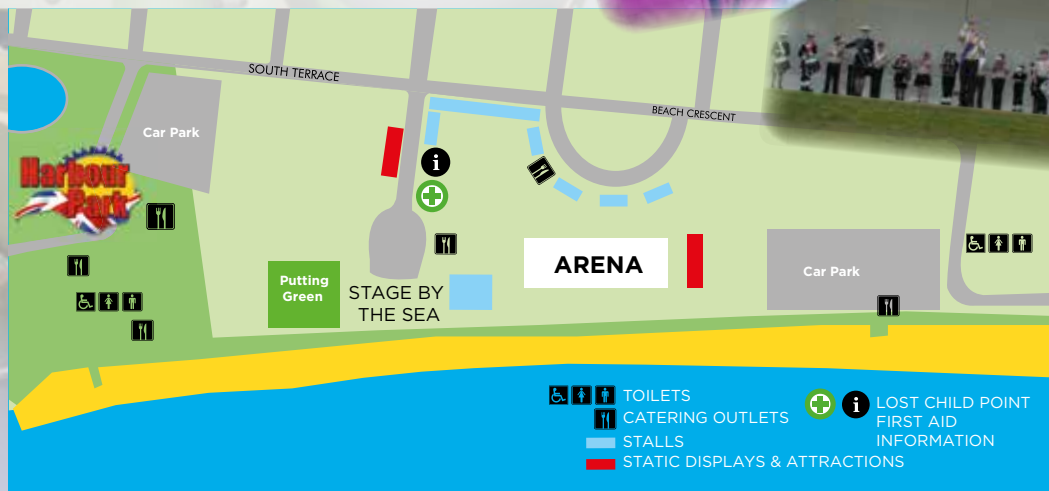 SOUTH TERRACE
BEACH CRESCENT
Car Park
Harbour
Park
i
Putting
Green
STAGE BY
THE SEA
ARENA
Car Park
TOILETS
CATERING OUTLETS
STALLS
STATIC DISPLAYS & ATTRACTIONS
i
LOST CHILD POINT
FIRST AID
INFORMATION